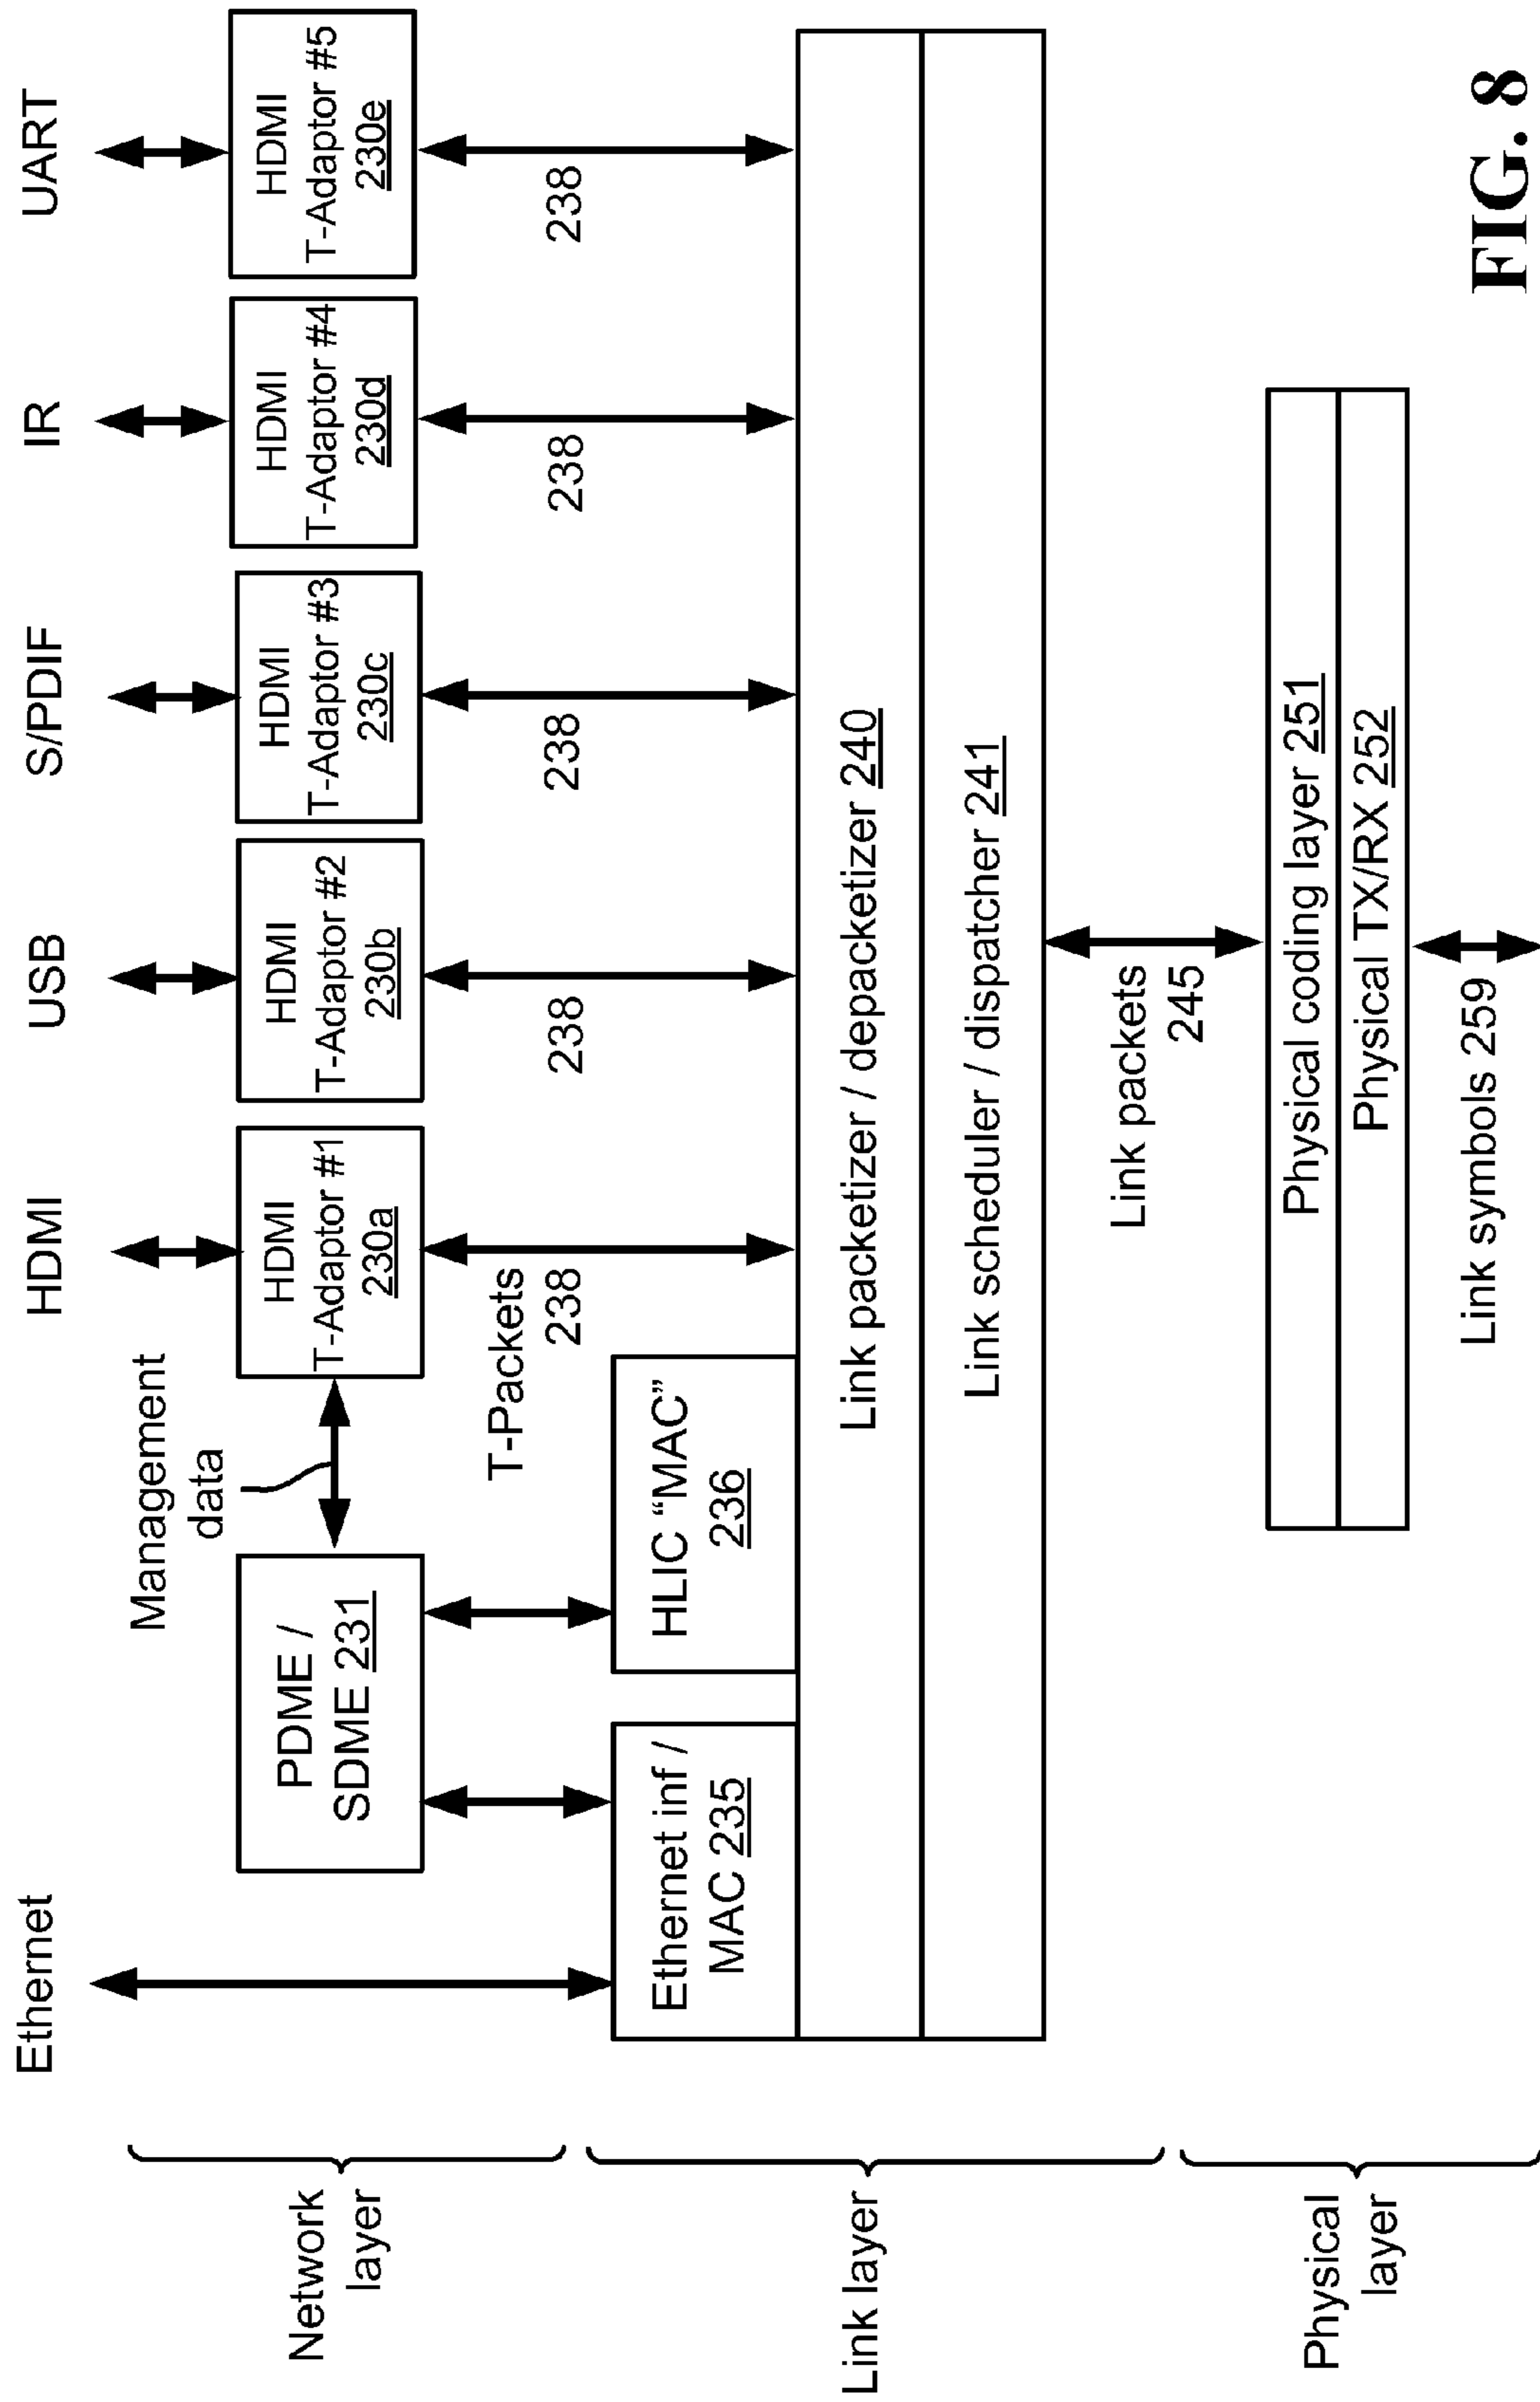 Ethernet
HDMI
USB
S/PDIF
IR
UART
Management
data
PDME /
SDME 231
HDMI
T-Adaptor #1
230a
HDMI
T-Adaptor #2
230b
HDMI
T-Adaptor #3
230c
HDMI
T-Adaptor #4
230d
HDMI
T-Adaptor #5
230e
Network
layer
T-Packets
238
238
238
238
238
Ethernet inf /
MAC 235
HLIC “MAC”
236
Link packetizer / depacketizer 240
Link scheduler / dispatcher 241
Link layer
Link packets
245
Physical coding layer 251
Physical TX/RX 252
Physical
layer
Link symbols 259
FIG. 8